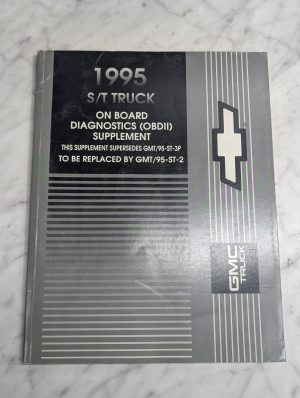 1995
S/T TRUCK
ON BOARD
DIAGNOSTICS (OBDII)
SUPPLEMENT
THIS SUPPLEMENT SUPERSEDES GMT/95-ST-3P
TO BE REPLACED BY GMT/95-ST-2
GMC
TRUCK